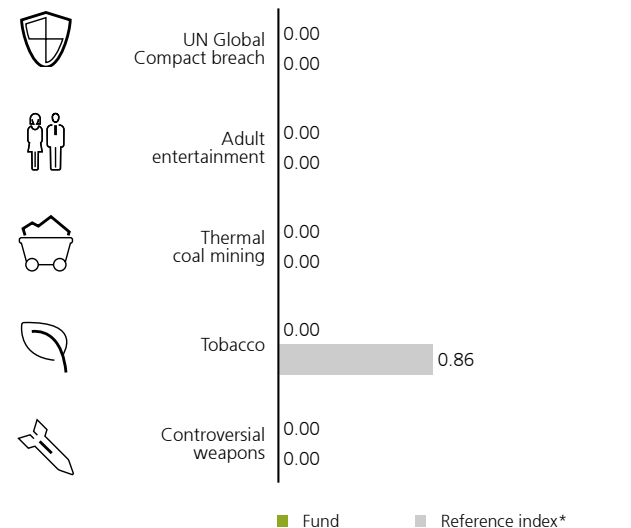 UN Global
Compact breach
0.00
0.00
Adult
entertainment
0.00
0.00
Thermal
coal mining
0.00
0.00
Tobacco
0.00
0.86
Controversial
weapons
0.00
0.00
Fund
Reference index*